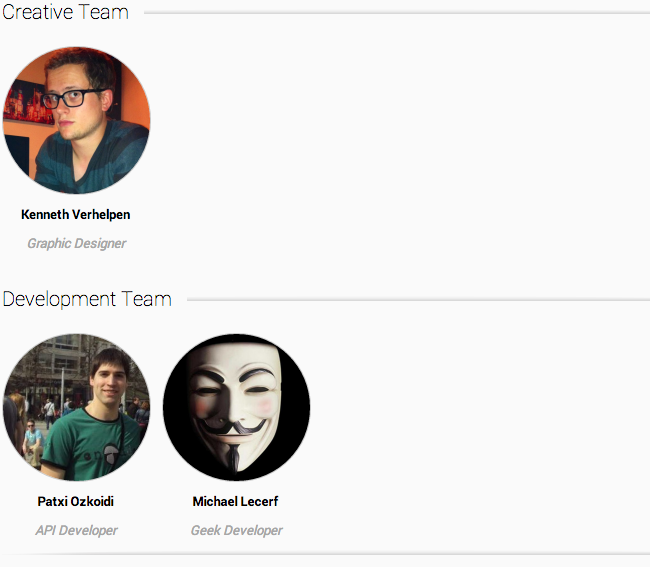 Creative Team
Kenneth Verhelpen
Graphic Designer
Development Team
Patxi Ozkoidi
Michael Lecerf
API Developer
Geek Developer